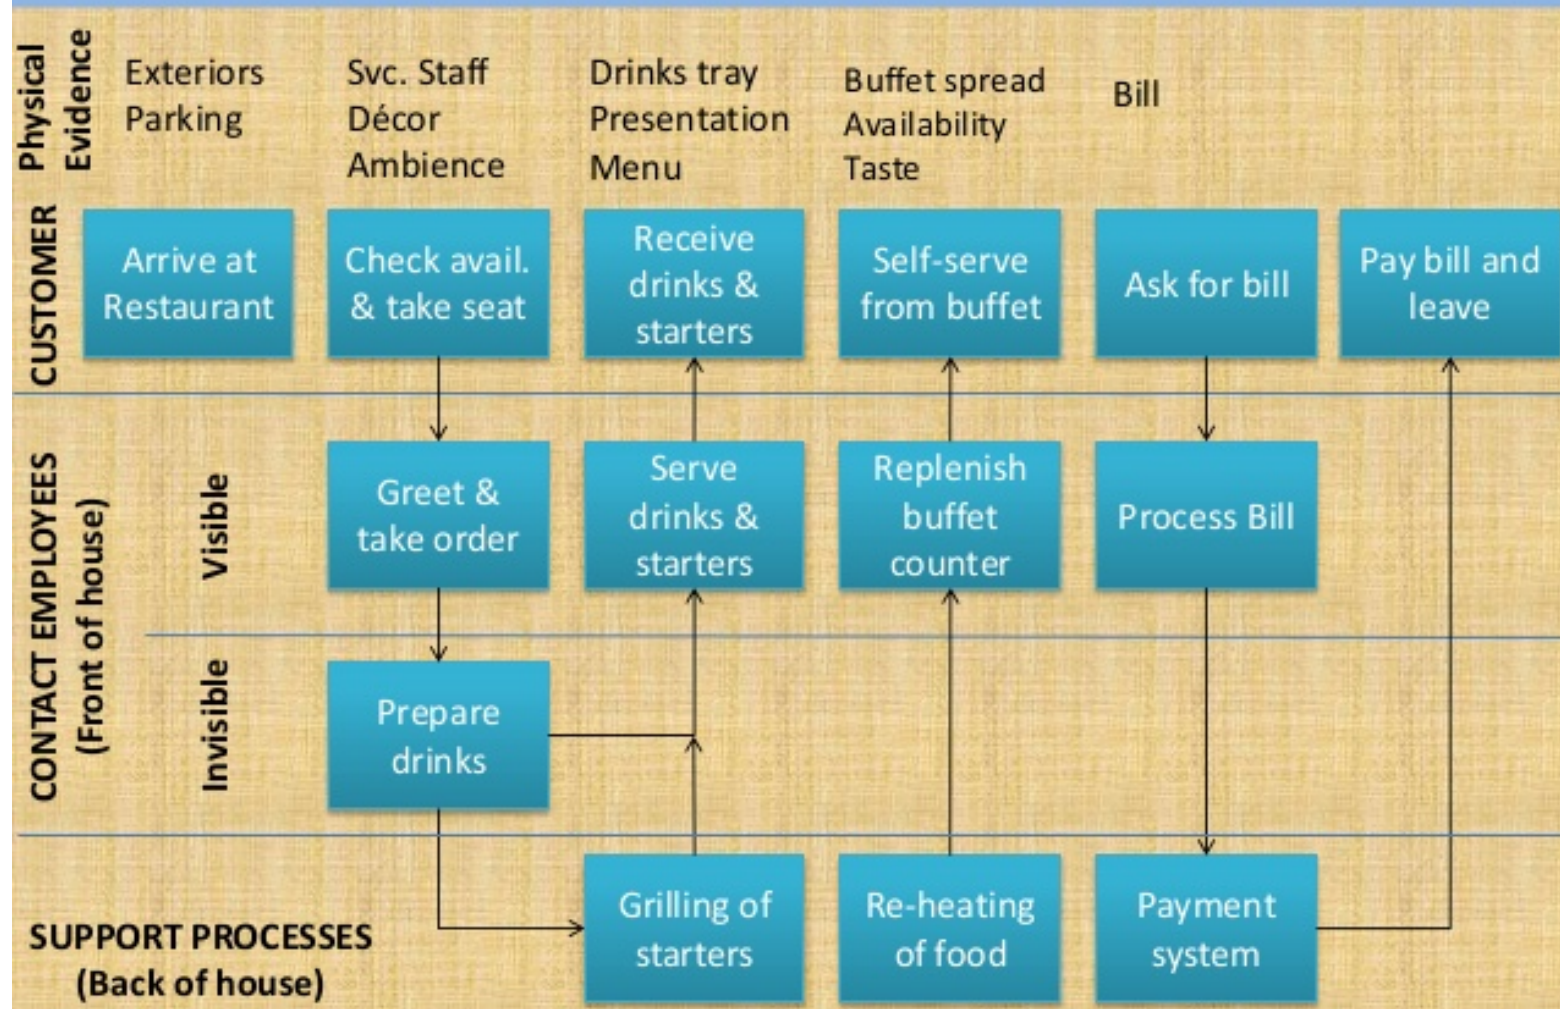 Physical
Evidence
Exteriors
Parking
Svc. Staff
Décor
Ambience
Drinks tray
Presentation
Menu
Buffet spread
Availability
Taste
Bill
CUSTOMER
Arrive at
Restaurant
Check avail.
& take seat
Receive
drinks &
starters
Self-serve
from buffet
Ask for bill
Pay bill and
leave
CONTACT EMPLOYEES
(Front of house)
Visible
Greet &
take order
Serve
drinks &
starters
Replenish
buffet
counter
Process Bill
Invisible
Prepare
drinks
SUPPORT PROCESSES
(Back of house)
Grilling of
starters
Re-heating
of food
Payment
system